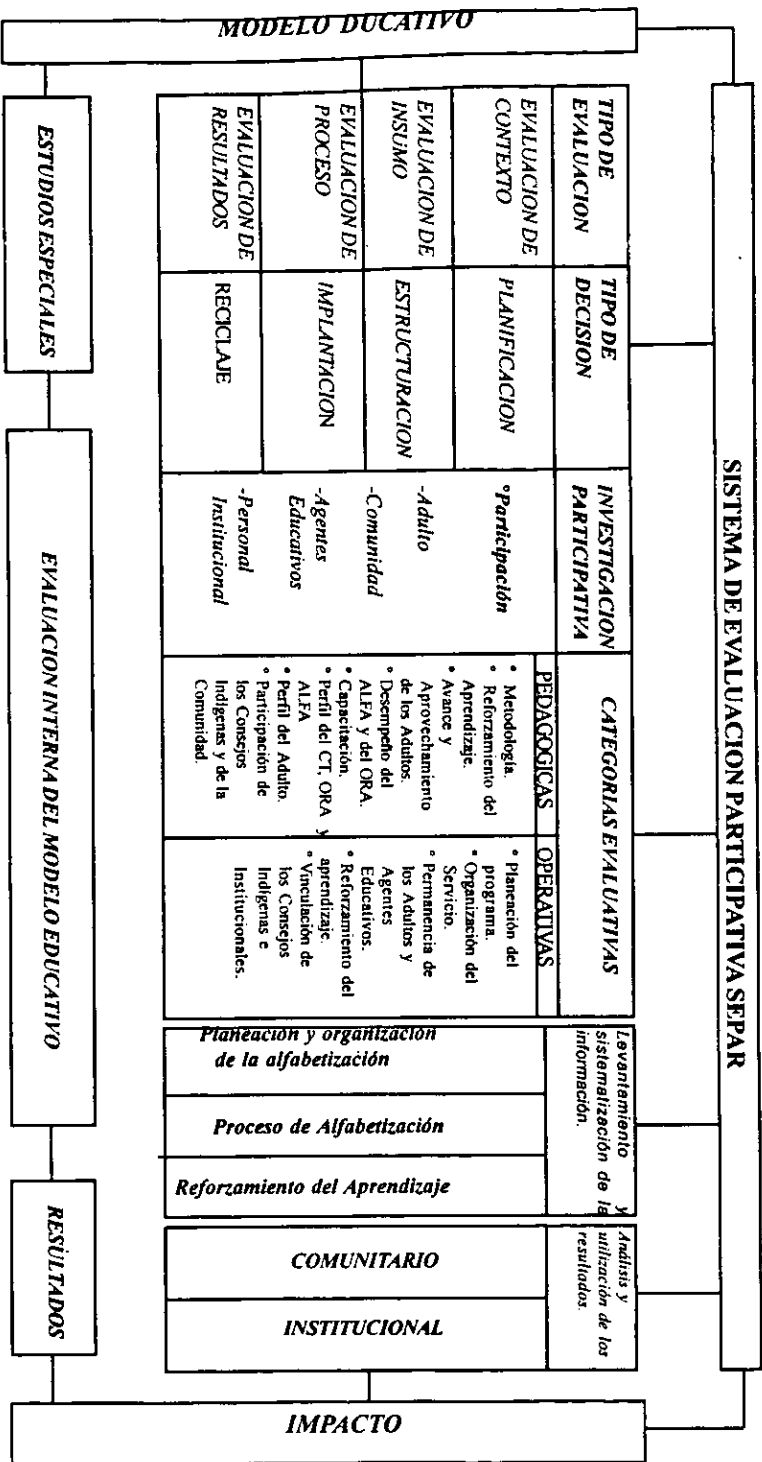 SISTEMA DE EVALUACION PARTICIPATIVA SEPAR
MODELO DUCATIVO
TIPO DE
EVALUACION
TIPO DE
DECISION
INVESTIGACION
PARTICIPATIVA
CATEGORIAS EVALUATIVAS
Levantamiento y
sistematización de la
información.
Análisis y
utilización de los
resultados.
EVALUACION DE
CONTEXTO
PLANIFICACION
EVALUACION DE
INSUMO
ESTRUCTURACION
EVALUACION DE
PROCESO
IMPLANTACION
EVALUACION DE
RESULTADOS
RECICLAJE
°Participación
-Adulto
-Comunidad
-Agentes
Educativos
-Personal
Institucional
PEDAGOGICAS
° Metodología.
° Reforzamiento del
Aprendizaje.
° Avance y
Aprovechamiento
de los Adultos.
° Desempeño del
ALFA y del ORA.
° Capacitación.
° Perfil del CT, ORA y
ALFA
° Perfil del Adulto.
° Participación de
los Consejos
Indígenas y de la
Comunidad.
OPERATIVAS
° Planeación del
programa.
° Organización del
Servicio.
° Permanencia de
los Adultos y
Agentes
Educativos.
° Reforzamiento del
aprendizaje.
° Vinculación de
los Consejos
Indígenas e
Institucionales.
Planeación y organización
de la alfabetización
Proceso de Alfabetización
Reforzamiento del Aprendizaje
COMUNITARIO
INSTITUCIONAL
ESTUDIOS ESPECIALES
EVALUACION INTERNA DEL MODELO EDUCATIVO
RESULTADOS
IMPACTO